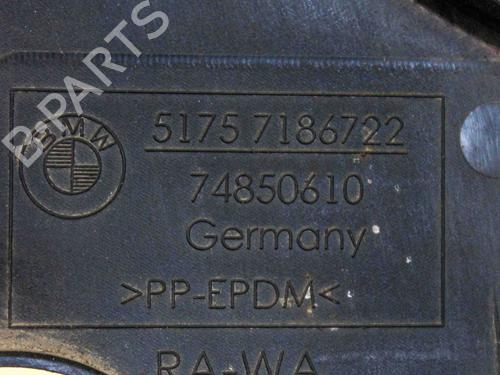 B-PARTS
BMW
5175 7186722
74850610
Germany
>PP-EPDM<
RA-WA